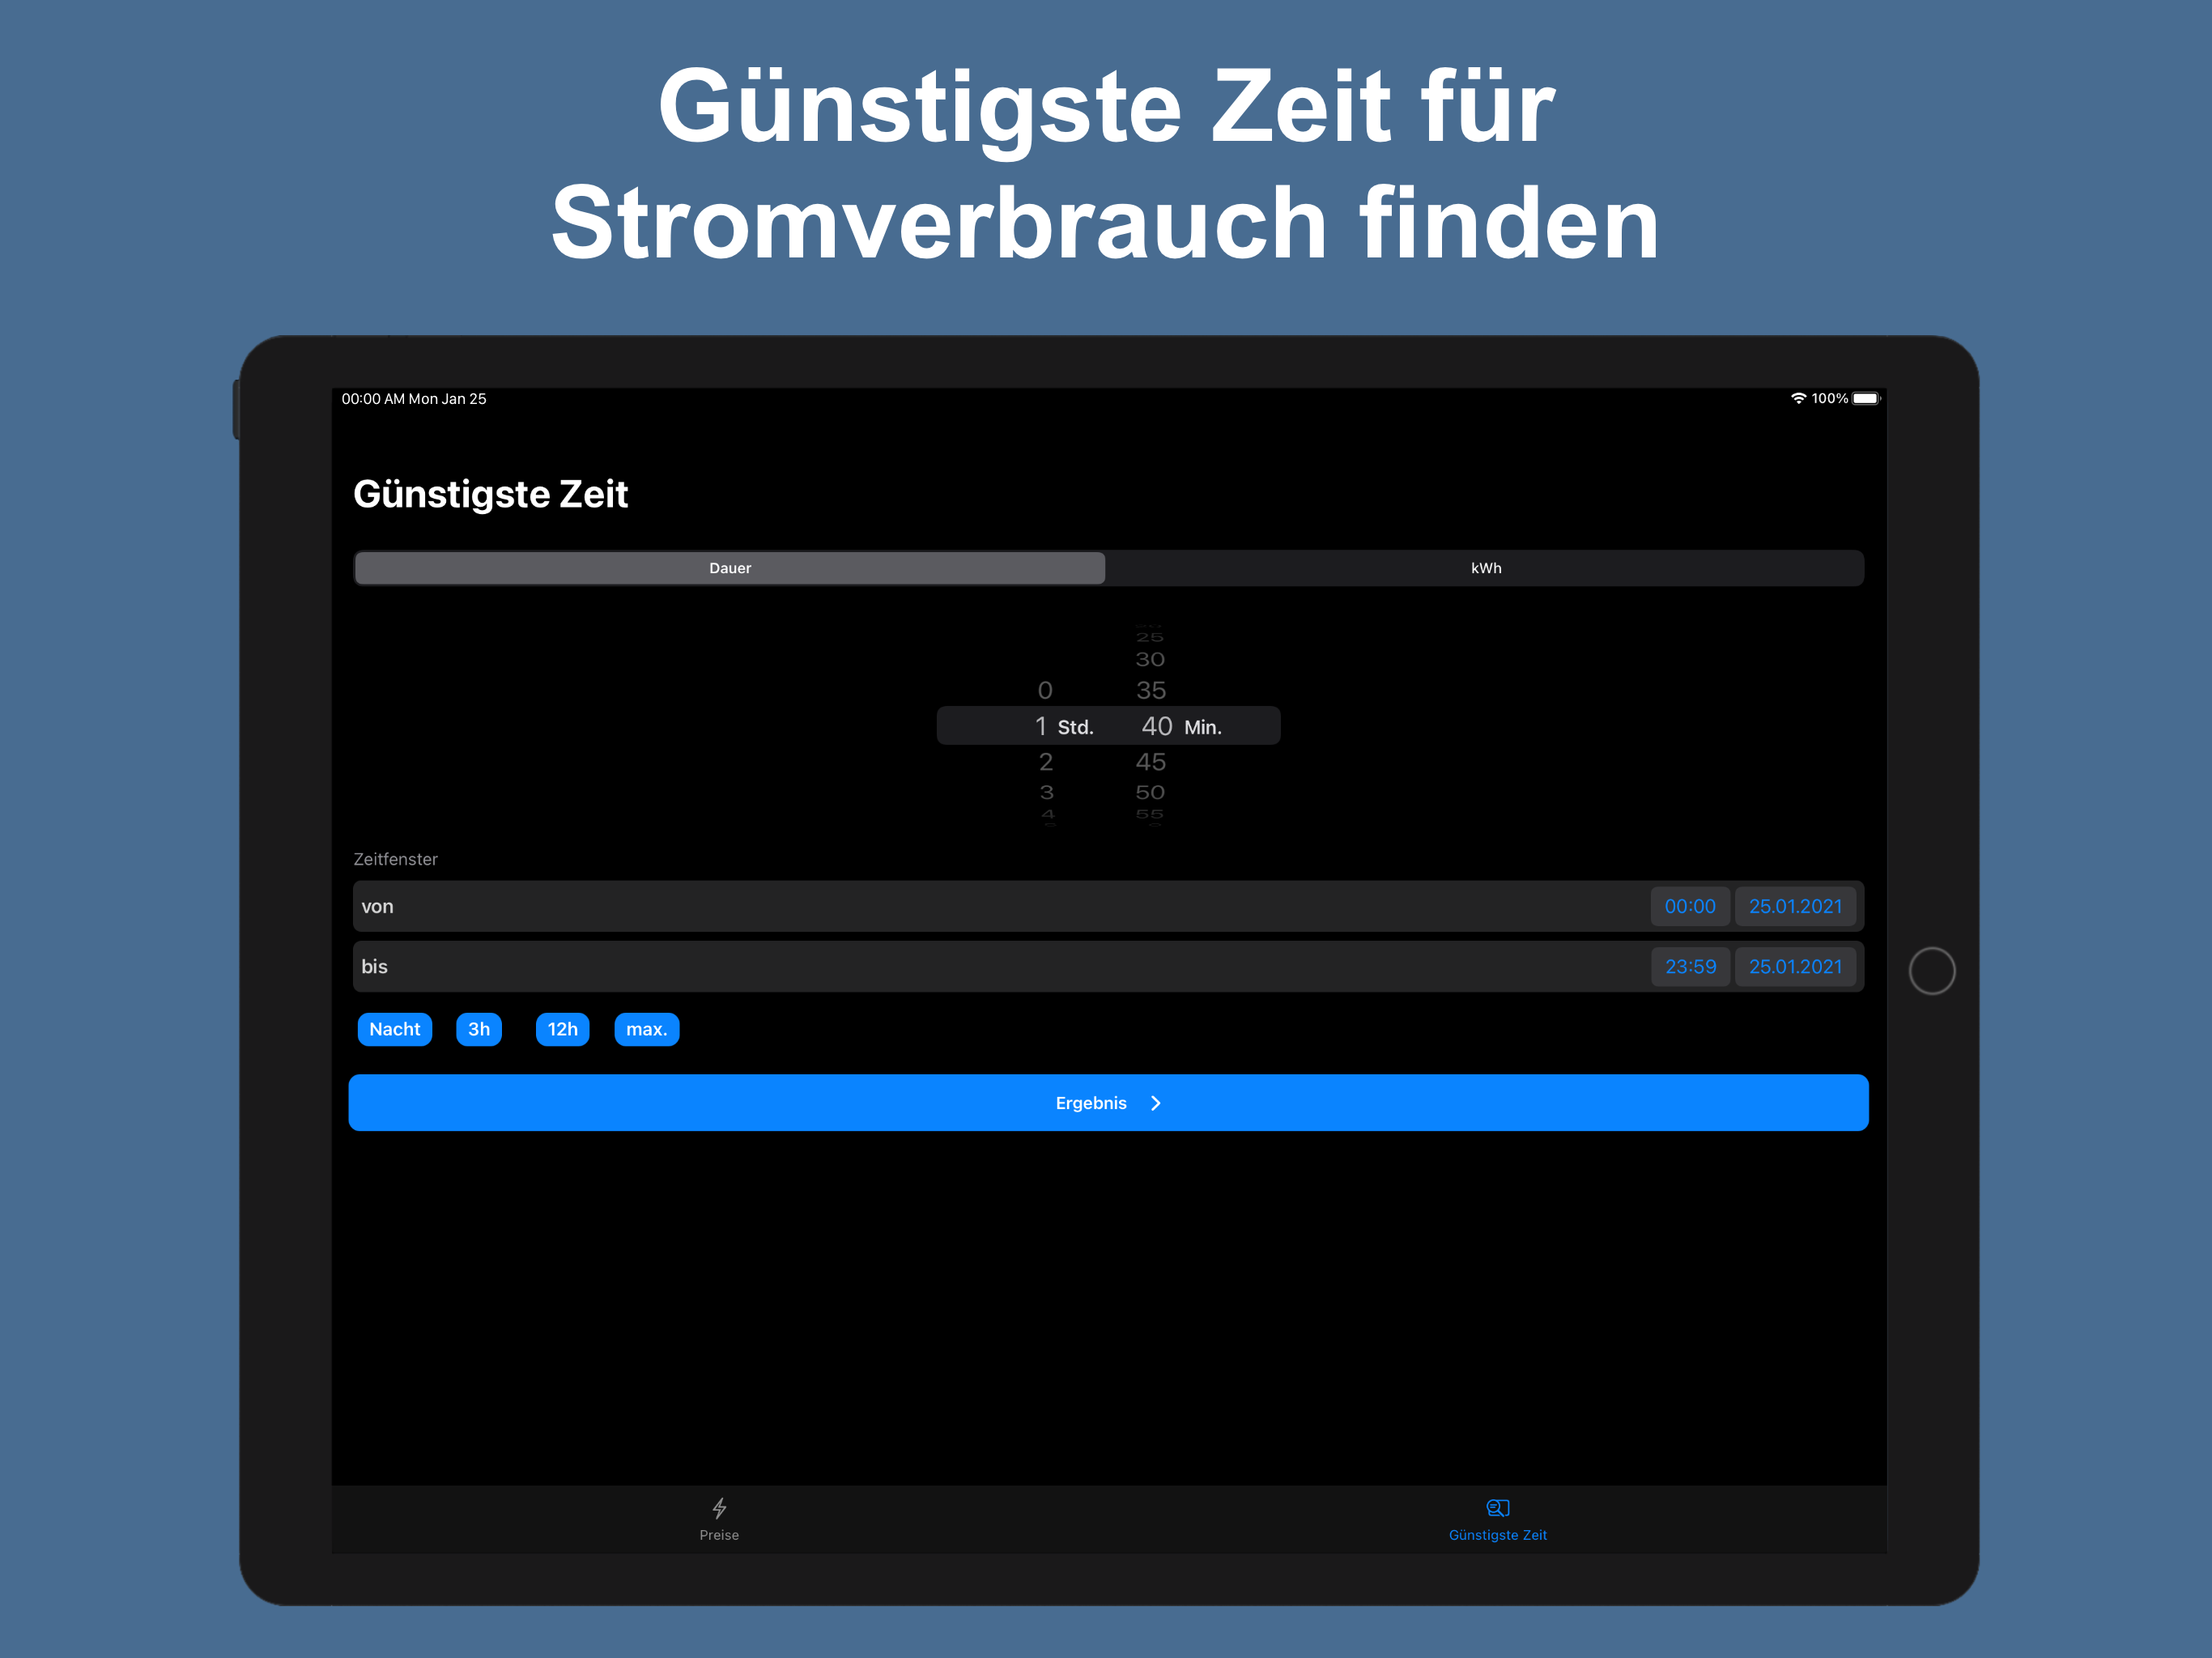 Günstigste Zeit für
Stromverbrauch finden
00:00 AM Mon Jan 25
100%
Günstigste Zeit
Dauer
kWh
25
30
0 35
1 Std. 40 Min.
2 45
3 50
4 55
Zeitfenster
von 00:00 25.01.2021
bis 23:59 25.01.2021
Nacht 3h 12h max.
Ergebnis
Preise
Günstigste Zeit